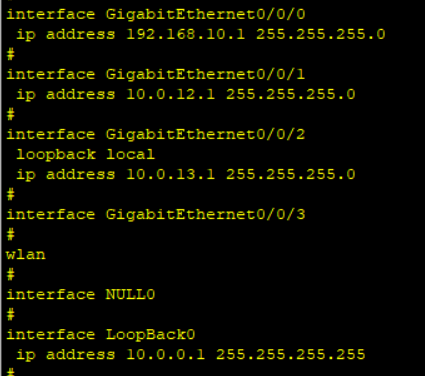 interface GigabitEthernet0/0/0
 ip address 192.168.10.1 255.255.255.0
#
interface GigabitEthernet0/0/1
 ip address 10.0.12.1 255.255.255.0
#
interface GigabitEthernet0/0/2
 loopback local
 ip address 10.0.13.1 255.255.255.0
#
interface GigabitEthernet0/0/3
#
wlan
#
interface NULL0
#
interface LoopBack0
 ip address 10.0.0.1 255.255.255.255
#